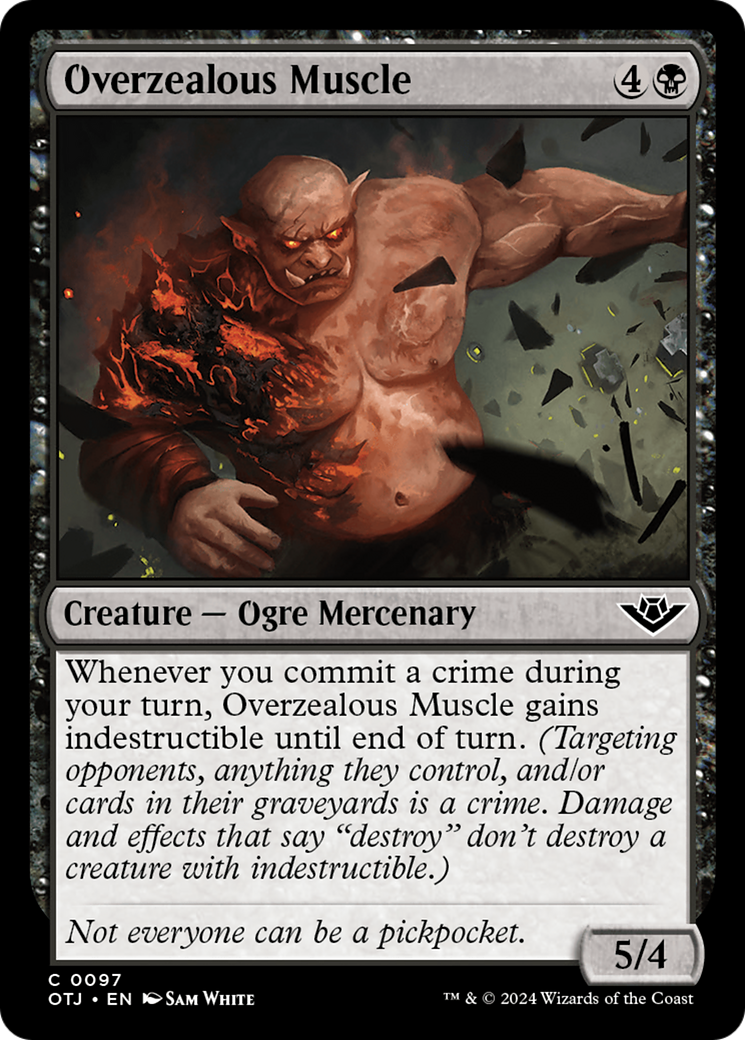 Overzealous Muscle 4
Creature — Ogre Mercenary
Whenever you commit a crime during
your turn, Overzealous Muscle gains
indestructible until end of turn. (Targeting
opponents, anything they control, and/or
cards in their graveyards is a crime. Damage
and effects that say “destroy” don’t destroy a
creature with indestructible.)
Not everyone can be a pickpocket.
5/4
C 0097
OTJ • EN Sam White
™ & © 2024 Wizards of the Coast